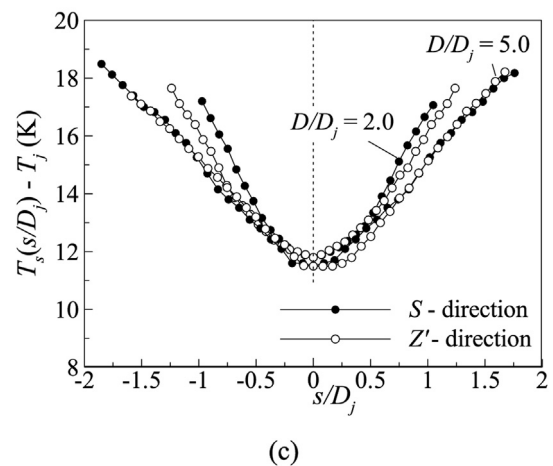 20
18
16
14
12
10
8
T_s(s/D_j) - T_j (K)
D/D_j = 5.0
D/D_j = 2.0
S - direction
Z' - direction
-2 -1.5 -1 -0.5 0 0.5 1 1.5 2
s/D_j
(c)